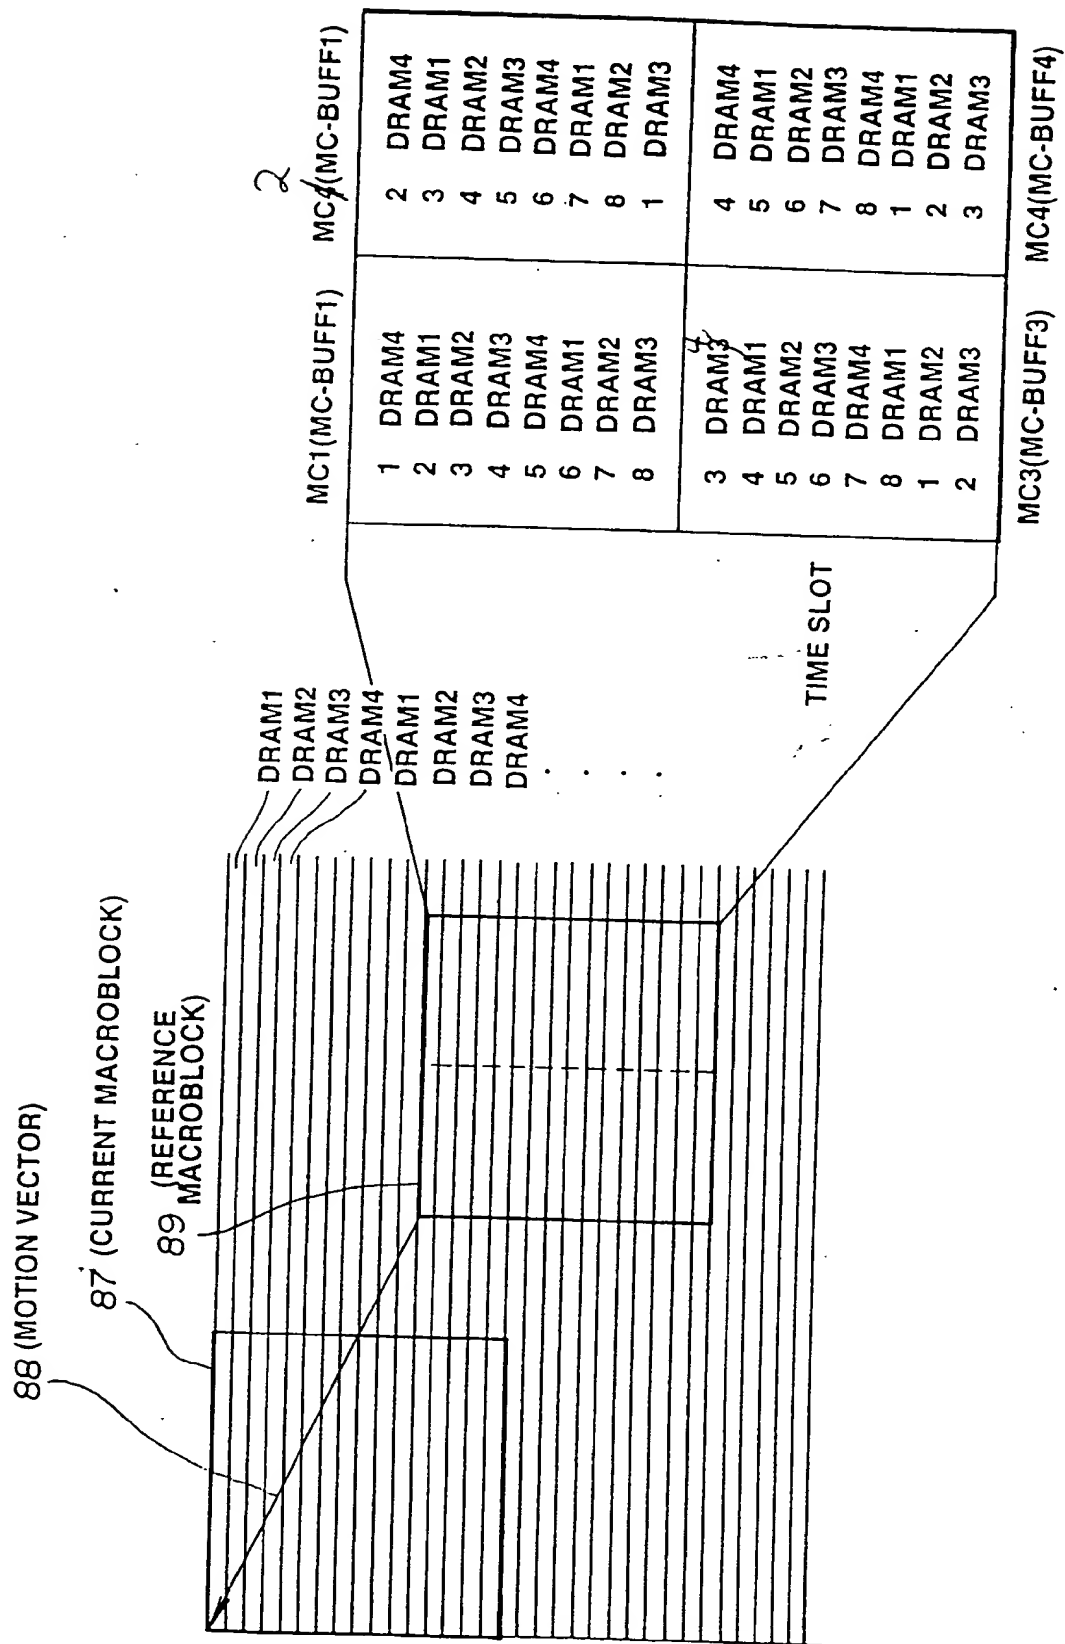 88 (MOTION VECTOR)
87 (CURRENT MACROBLOCK)
89 (REFERENCE
MACROBLOCK)
DRAM1
DRAM2
DRAM3
DRAM4
DRAM1
DRAM2
DRAM3
DRAM4
TIME SLOT
MC1(MC-BUFF1)
1 DRAM4
2 DRAM1
3 DRAM2
4 DRAM3
5 DRAM4
6 DRAM1
7 DRAM2
8 DRAM3
2
MC4(MC-BUFF1)
2 DRAM4
3 DRAM1
4 DRAM2
5 DRAM3
6 DRAM4
7 DRAM1
8 DRAM2
1 DRAM3
4
3 DRAM3
4 DRAM1
5 DRAM2
6 DRAM3
7 DRAM4
8 DRAM1
1 DRAM2
2 DRAM3
MC3(MC-BUFF3)
4 DRAM4
5 DRAM1
6 DRAM2
7 DRAM3
8 DRAM4
1 DRAM1
2 DRAM2
3 DRAM3
MC4(MC-BUFF4)